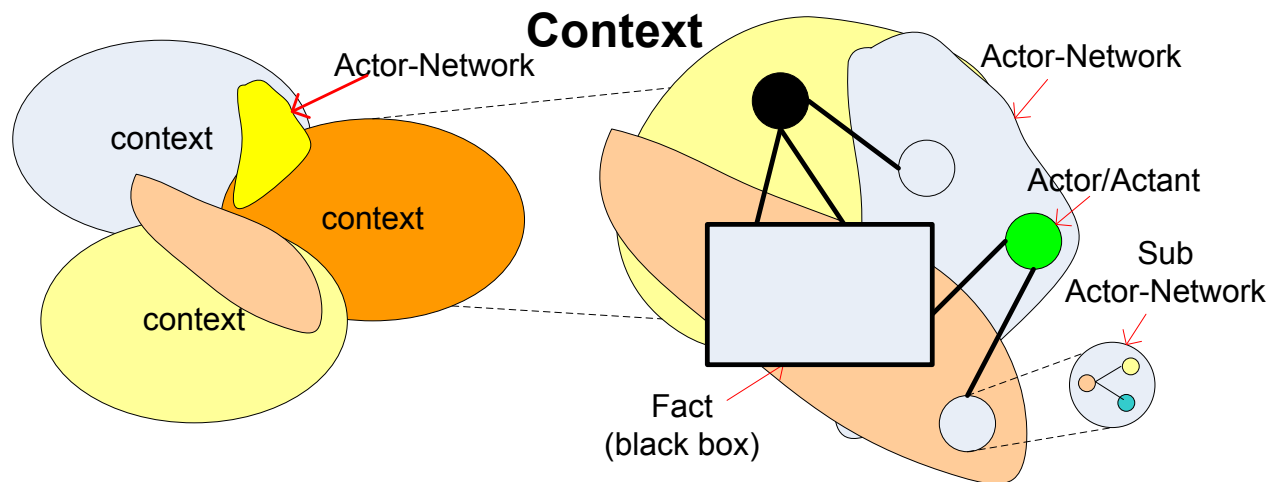 Context
Actor-Network
context
context
context
Actor-Network
Actor/Actant
Sub
Actor-Network
Fact
(black box)